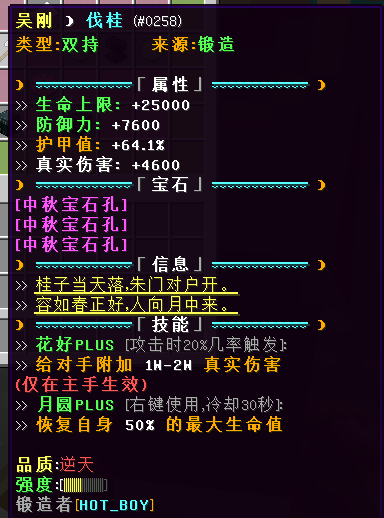 吴刚 ☽ 伐桂 (#0258)
类型:双持 来源:锻造
「属性」
>> 生命上限: +25000
>> 防御力: +7600
>> 护甲值: +64.1%
>> 真实伤害: +4600
「宝石」
[中秋宝石孔]
[中秋宝石孔]
[中秋宝石孔]
「信息」
>> 桂子当天落,朱门对户开。
>> 容如春正好,人向月中来。
「技能」
>> 花好PLUS [攻击时20%几率触发]:
>> 给对手附加 1W-2W 真实伤害
(仅在主手生效)
>> 月圆PLUS [右键使用,冷却30秒]:
>> 恢复自身 50% 的最大生命值
品质:逆天
强度:[||||||||||]
锻造者[HOT_BOY]